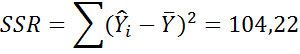 SSR = ∑(Ŷᵢ − Ȳ)² = 104,22